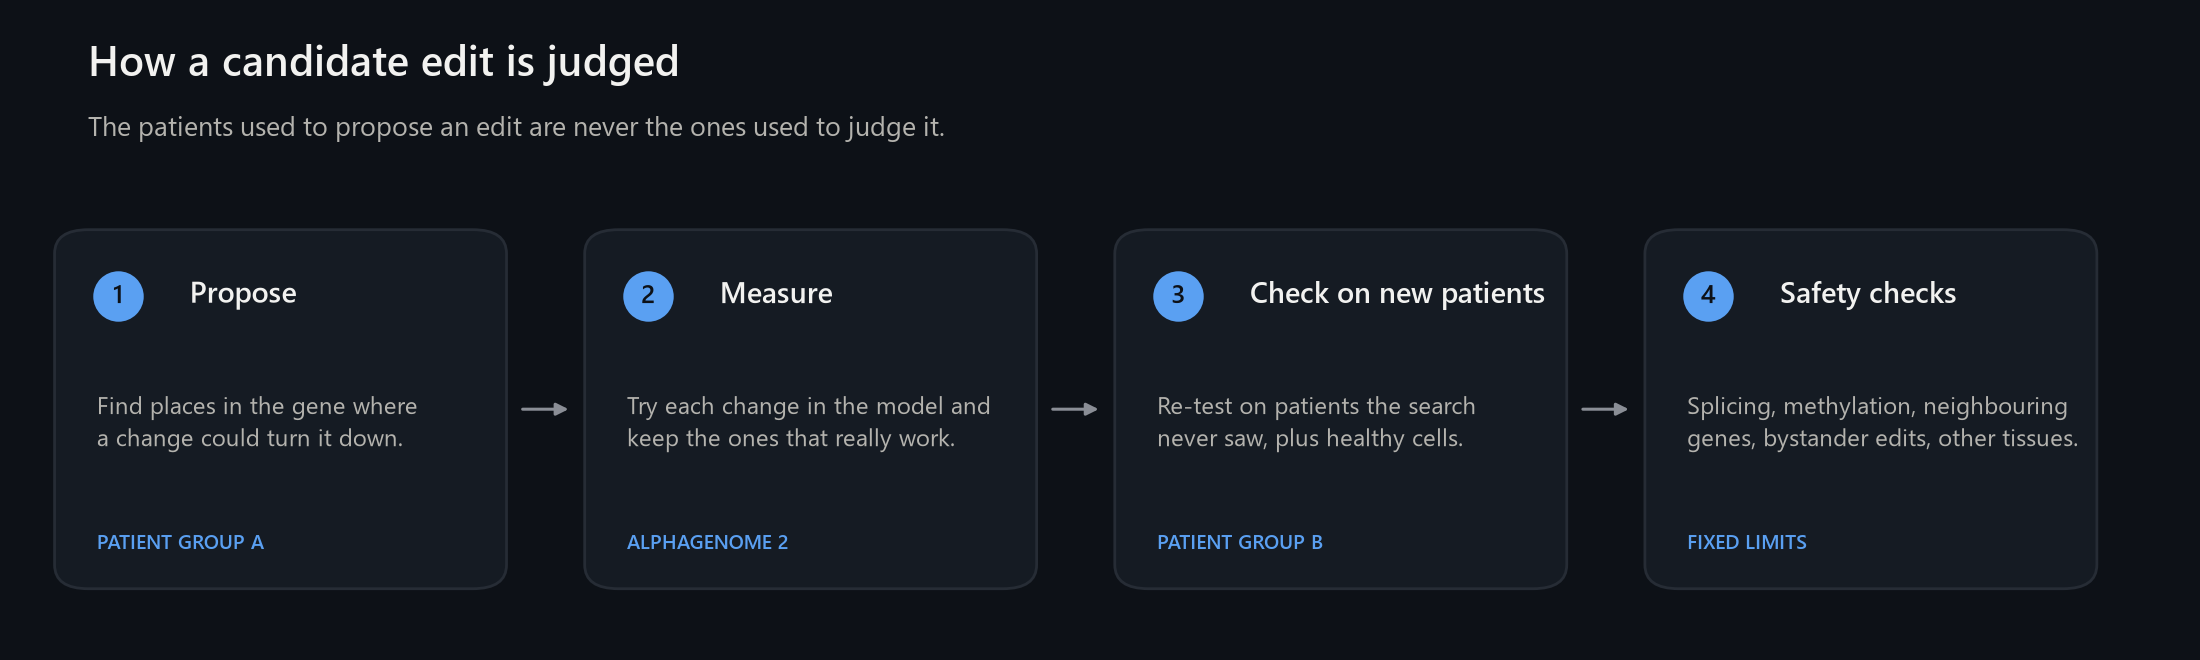 How a candidate edit is judged
The patients used to propose an edit are never the ones used to judge it.
1
Propose
Find places in the gene where
a change could turn it down.
PATIENT GROUP A
2
Measure
Try each change in the model and
keep the ones that really work.
ALPHAGENOME 2
3
Check on new patients
Re-test on patients the search
never saw, plus healthy cells.
PATIENT GROUP B
4
Safety checks
Splicing, methylation, neighbouring
genes, bystander edits, other tissues.
FIXED LIMITS